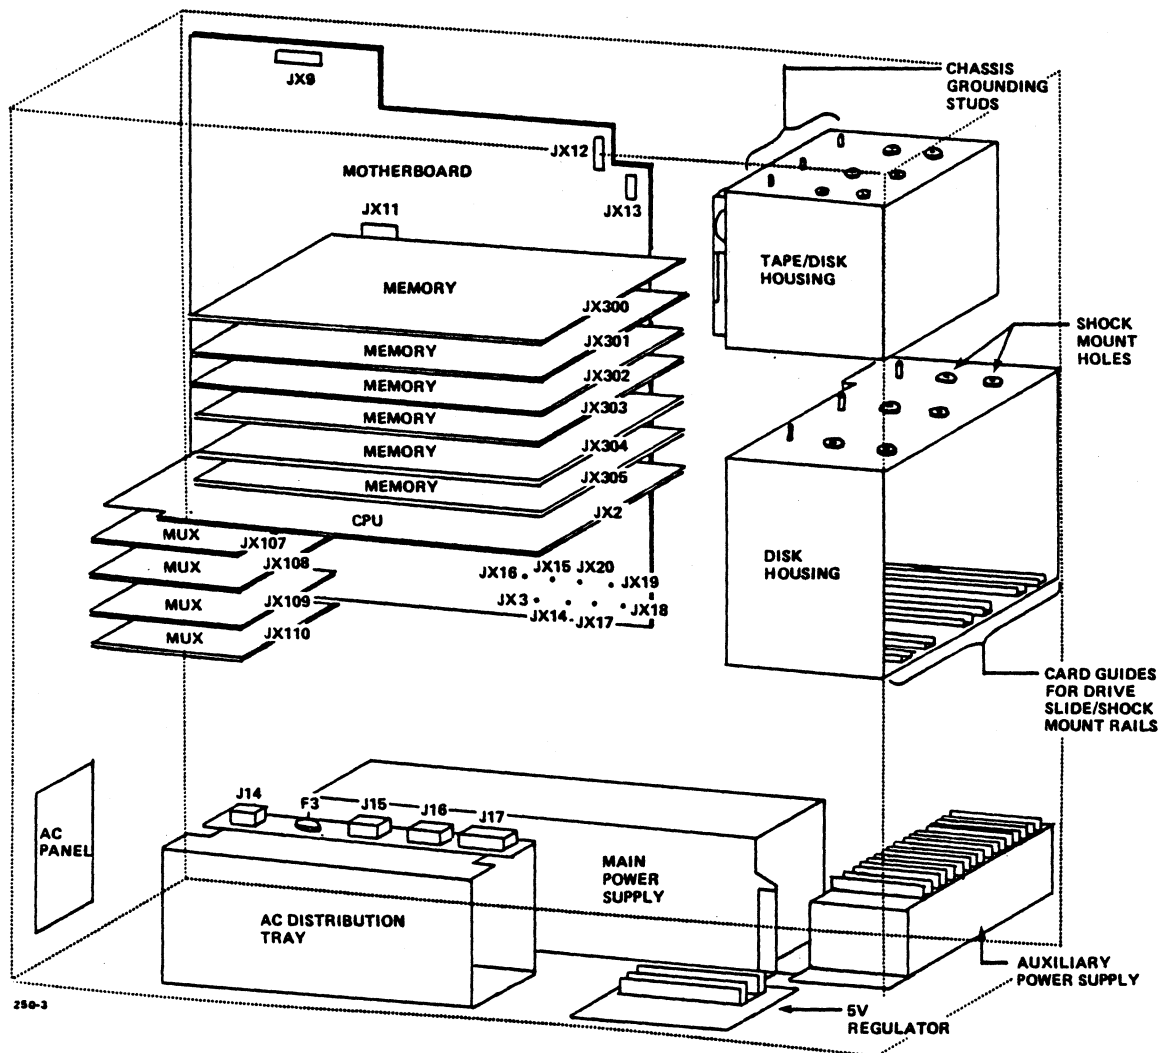 JX9
CHASSIS
GROUNDING
STUDS
JX12
MOTHERBOARD
JX13
JX11
TAPE/DISK
HOUSING
MEMORY
JX300
SHOCK
MOUNT
HOLES
MEMORY
JX301
MEMORY
JX302
MEMORY
JX303
MEMORY
JX304
MEMORY
JX305
CPU
JX2
MUX
JX107
MUX
JX108
MUX
JX109
MUX
JX110
JX16
JX15
JX20
JX19
JX3
JX14
JX17
JX18
DISK
HOUSING
CARD GUIDES
FOR DRIVE
SLIDE/SHOCK
MOUNT RAILS
AC
PANEL
J14
F3
J15
J16
J17
MAIN
POWER
SUPPLY
AC DISTRIBUTION
TRAY
AUXILIARY
POWER SUPPLY
5V
REGULATOR
250-3